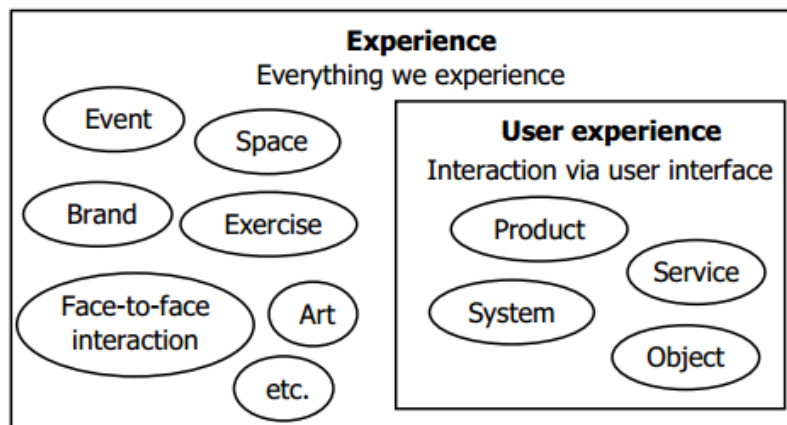 Experience
Everything we experience
Event
Space
Brand
Exercise
Face-to-face
interaction
Art
etc.
User experience
Interaction via user interface
Product
Service
System
Object